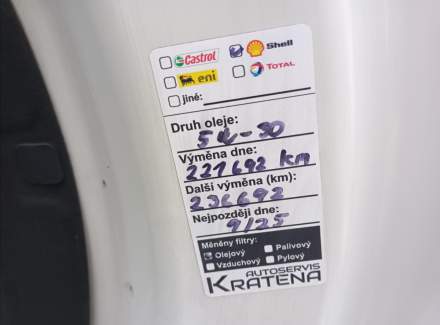 Castrol Shell
eni TOTAL
jiné:
Druh oleje:
5W-30
Výměna dne:
221692 km
Další výměna (km):
236692
Nejpozději dne:
9/25
Měněny filtry:
Olejový Palivový
Vzduchový Pylový
AUTOSERVIS
KRATENA